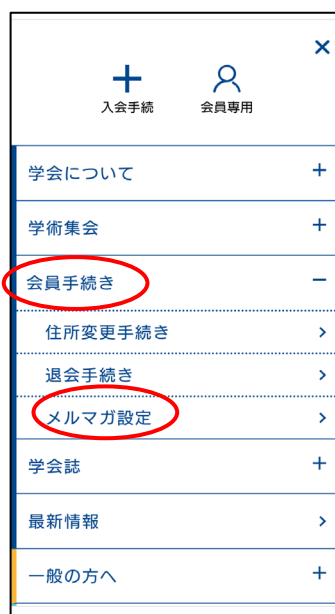 入会手続 会員専用
学会について
学術集会
会員手続き
住所変更手続き
退会手続き
メルマガ設定
学会誌
最新情報
一般の方へ